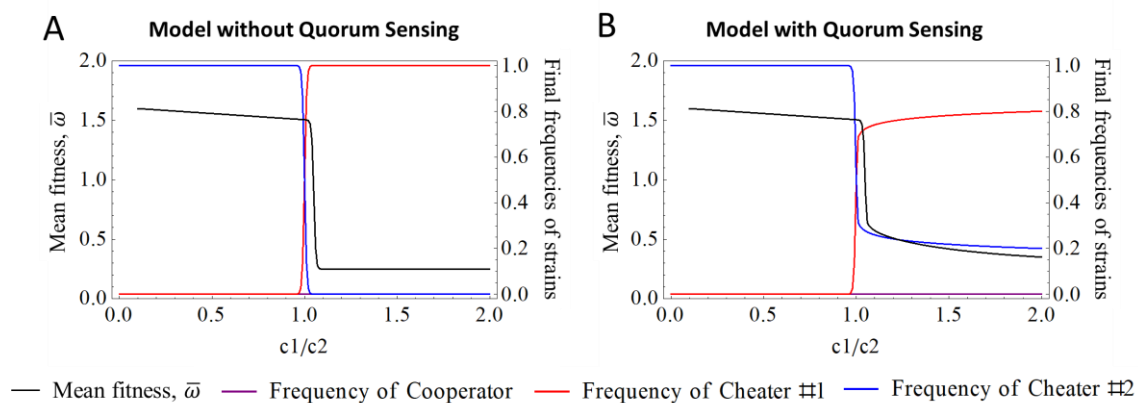 A
Model without Quorum Sensing
2.0
1.5
1.0
0.5
0.0
Mean fitness, ω̅
1.0
0.8
0.6
0.4
0.2
0.0
Final frequencies of strains
0.0 0.5 1.0 1.5 2.0
c1/c2
B
Model with Quorum Sensing
2.0
1.5
1.0
0.5
0.0
Mean fitness, ω̅
1.0
0.8
0.6
0.4
0.2
0.0
Final frequencies of strains
0.0 0.5 1.0 1.5 2.0
c1/c2
Mean fitness, ω̅ Frequency of Cooperator Frequency of Cheater #1 Frequency of Cheater #2